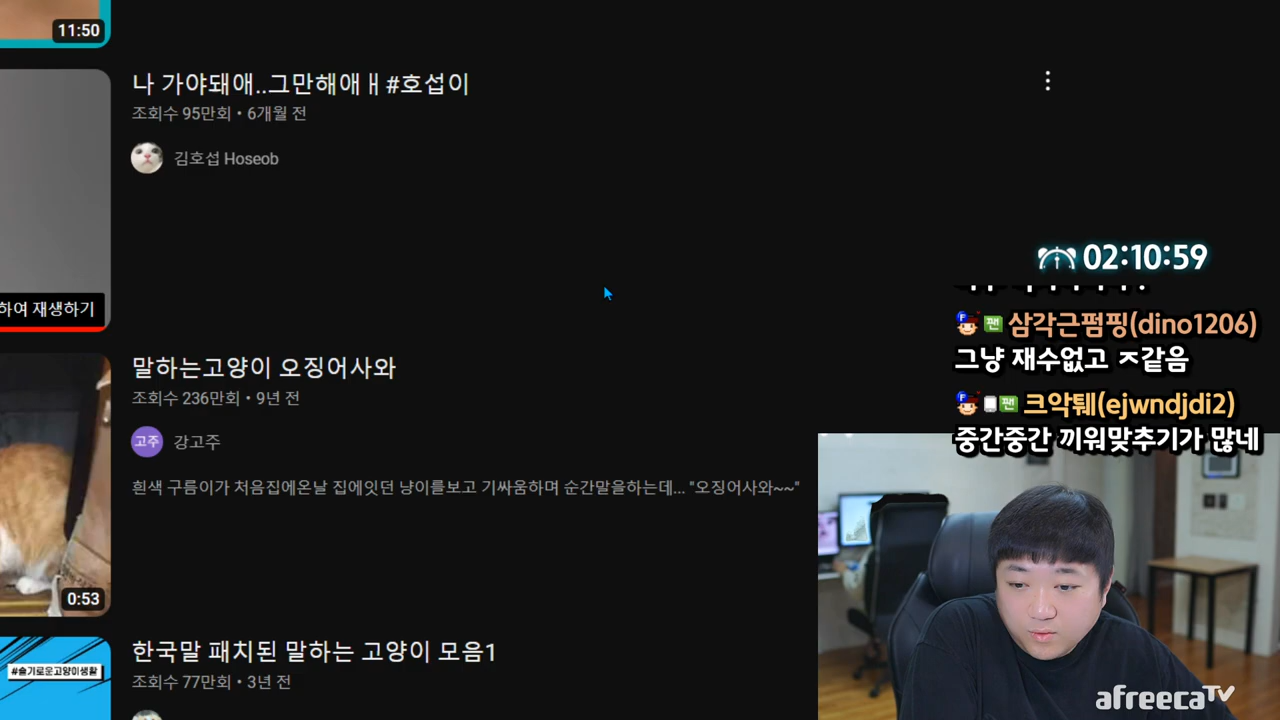 11:50
나 가야돼애..그만해애ㅐ#호섭이
조회수 95만회 • 6개월 전
김호섭 Hoseob
하여 재생하기
02:10:59
팬 삼각근펌핑(dino1206)
그냥 재수없고 ㅈ같음
팬 크악퉤(ejwndjdi2)
중간중간 끼워맞추기가 많네
말하는고양이 오징어사와
조회수 236만회 • 9년 전
고주 강고주
흰색 구름이가 처음집에온날 집에잇던 냥이를보고 기싸움하며 순간말을하는데... "오징어사와~~"
0:53
#슬기로운고양이생활
한국말 패치된 말하는 고양이 모음1
조회수 77만회 • 3년 전
afreecaTV